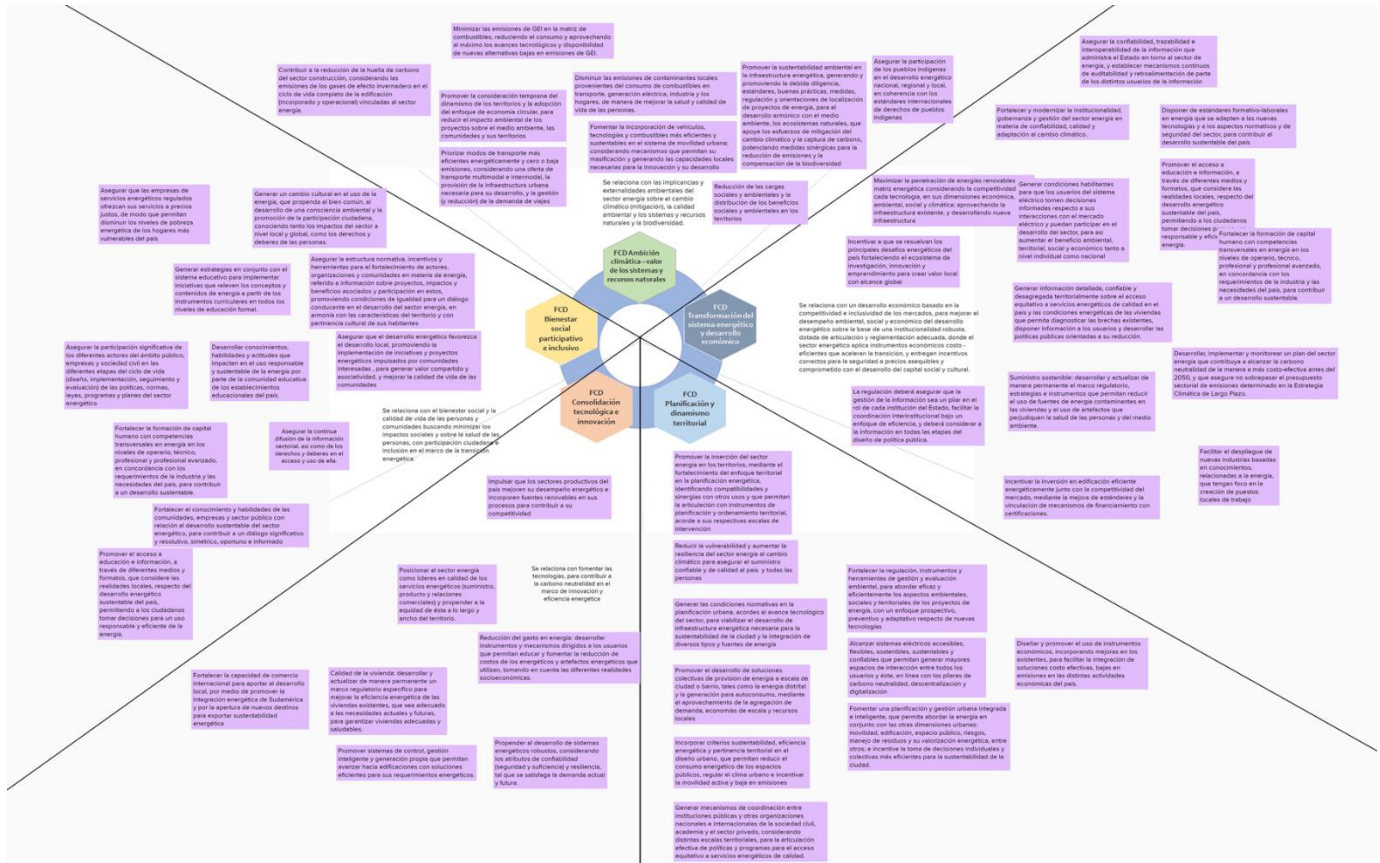 Minimizar las emisiones de GEI en la matriz de
combustibles, reduciendo el consumo y aprovechando
al máximo los avances tecnológicos y disponibilidad
de nuevas alternativas bajas en emisiones de GEI.
Contribuir a la reducción de la huella de carbono
del sector construcción, considerando las
emisiones de los gases de efecto invernadero en el
ciclo de vida completo de la edificación
(incorporado y operacional) vinculadas al sector
energía.
Promover la consideración temprana del
dinamismo de los territorios y la adopción
del enfoque de economía circular, para
reducir el impacto ambiental de los
proyectos sobre el medio ambiente, las
comunidades y sus territorios
Priorizar modos de transporte más
eficientes energéticamente y cero o baja
emisiones, considerando una oferta de
transporte multimodal e intermodal, la
provisión de la infraestructura urbana
necesaria para su desarrollo, y la gestión
(y reducción) de la demanda de viajes
Disminuir las emisiones de contaminantes locales
provenientes del consumo de combustibles en
transporte, generación eléctrica, industria y los
hogares, de manera de mejorar la salud y calidad de
vida de las personas.
Fomentar la incorporación de vehículos,
tecnologías y combustibles más eficientes y
sustentables en el sistema de movilidad urbana;
considerando mecanismos que permitan su
masificación y generando las capacidades locales
necesarias para la innovación y su desarrollo
Promover la sustentabilidad ambiental en
la infraestructura energética, generando y
promoviendo la debida diligencia,
estándares, buenas prácticas, medidas,
regulación y orientaciones de localización
de proyectos de energía, para el
desarrollo armónico con el medio
ambiente, los ecosistemas naturales, que
apoye los esfuerzos de mitigación del
cambio climático y la captura de carbono,
potenciando medidas sinérgicas para la
reducción de emisiones y la
compensación de la biodiversidad
Asegurar la participación
de los pueblos indígenas
en el desarrollo energético
nacional, regional y local,
en coherencia con los
estándares internacionales
de derechos de pueblos
indígenas
Se relaciona con las implicancias y
externalidades ambientales del
sector energía sobre el cambio
climático (mitigación), la calidad
ambiental y los sistemas y recursos
naturales y la biodiversidad.
Reducción de las cargas
sociales y ambientales y la
distribución de los beneficios
sociales y ambientales en los
territorios
Asegurar la confiabilidad, trazabilidad e
interoperabilidad de la información que
administra el Estado en torno al sector de
energía, y establecer mecanismos continuos
de auditabilidad y retroalimentación de parte
de los distintos usuarios de la información
Fortalecer y modernizar la institucionalidad,
gobernanza y gestión del sector energía en
materia de confiabilidad, calidad y
adaptación al cambio climático.
Disponer de estándares formativo-laborales
en energía que se adapten a las nuevas
tecnologías y a los aspectos normativos y de
seguridad del sector, para contribuir al
desarrollo sustentable del país.
Maximizar la penetración de energías renovables
matriz energética considerando la competitividad
cada tecnología, en sus dimensiones económica,
ambiental, social y climática; aprovechando la
infraestructura existente, y desarrollando nueva
infraestructura
Generar condiciones habilitantes
para que los usuarios del sistema
eléctrico tomen decisiones
informadas respecto a sus
interacciones con el mercado
eléctrico y puedan participar en el
desarrollo del sector, para así
aumentar el beneficio ambiental,
territorial, social y económico tanto a
nivel individual como nacional
Promover el acceso a
educación e información, a
través de diferentes medios y
formatos, que considere las
realidades locales, respecto
del desarrollo energético
sustentable del país,
permitiendo a los ciudadanos
tomar decisiones
responsable y
energía.
Fortalecer la formación de capital
humano con competencias
transversales en energía en los
niveles de operario, técnico,
profesional y profesional avanzado,
en concordancia con los
requerimientos de la industria y las
necesidades del país, para contribuir
a un desarrollo sustentable.
Incentivar a que se resuelvan los
principales desafíos energéticos del
país fortaleciendo el ecosistema de
investigación, innovación y
emprendimiento para crear valor local
con alcance global
Generar información detallada, confiable y
desagregada territorialmente sobre el acceso
equitativo a servicios energéticos de calidad en el
país y las condiciones energéticas de las viviendas
que permita diagnosticar las brechas existentes,
disponer información a los usuarios y desarrollar las
políticas públicas orientadas a su reducción.
Se relaciona con un desarrollo económico basado en la
competitividad e inclusividad de los mercados, para mejorar el
desempeño ambiental, social y económico del desarrollo
energético sobre la base de una institucionalidad robusta,
dotada de articulación y reglamentación adecuada, donde el
sector energético aplica instrumentos económicos costo -
eficientes que aceleran la transición, y entregan incentivos
correctos para la seguridad a precios asequibles y
comprometido con el desarrollo del capital social y cultural.
Desarrollar, implementar y monitorear un plan del sector
energía que contribuya a alcanzar la carbono
neutralidad de la manera a más costo-efectiva antes del
2050, y que asegure no sobrepasar el presupuesto
sectorial de emisiones determinado en la Estrategia
Climática de Largo Plazo.
Suministro sostenible: desarrollar y actualizar de
manera permanente el marco regulatorio,
estrategias e instrumentos que permitan reducir
el uso de fuentes de energía contaminantes
en las viviendas y el uso de artefactos que
perjudiquen la salud de las personas y del medio
ambiente.
La regulación deberá asegurar que la
gestión de la información sea un pilar en el
rol de cada institución del Estado, facilitar la
coordinación interinstitucional bajo un
enfoque de eficiencia, y deberá considerar a
la información en todas las etapas del
diseño de política pública.
Facilitar el despliegue de
nuevas industrias basadas
en conocimientos,
relacionadas a la energía,
que tengan foco en la
creación de puestos
locales de trabajo
Incentivar la inversión en edificación eficiente
energéticamente junto con la competitividad del
mercado, mediante la mejora de estándares y la
vinculación de mecanismos de financiamiento con
certificaciones.
Asegurar que las empresas de
servicios energéticos regulados
ofrezcan sus servicios a precios
justos, de modo que permitan
disminuir los niveles de pobreza
energética de los hogares más
vulnerables del país
Generar un cambio cultural en el uso de la
energía, que propenda al bien común, al
desarrollo de una consciencia ambiental y la
promoción de la participación ciudadana,
conociendo tanto los impactos del sector a
nivel local y global, como los derechos y
deberes de las personas.
Generar estrategias en conjunto con el
sistema educativo para implementar
iniciativas que releven los conceptos y
contenidos de energía a partir de los
instrumentos curriculares en todos los
niveles de educación formal.
Asegurar la estructura normativa, incentivos y
herramientas para el fortalecimiento de actores,
organizaciones y comunidades en materia de energía,
referido a información sobre proyectos, impactos y
beneficios asociados y participación en estos,
promoviendo condiciones de igualdad para un dialogo
conducente en el desarrollo del sector energía, en
armonía con las características del territorio y con
pertinencia cultural de sus habitantes
Asegurar la participación significativa de
los diferentes actores del ámbito público,
empresas y sociedad civil en las
diferentes etapas del ciclo de vida
(diseño, implementación, seguimiento y
evaluación) de las políticas, normas,
leyes, programas y planes del sector
energético
Desarrollar conocimientos,
habilidades y actitudes que
impacten en el uso responsable
y sustentable de la energía por
parte de la comunidad educativa de
los establecimientos
educacionales del país.
Asegurar que el desarrollo energético favorezca
el desarrollo local, promoviendo la
implementación de iniciativas y proyectos
energéticos impulsados por comunidades
interesadas , para generar valor compartido y
asociatividad, y mejorar la calidad de vida de las
comunidades
Se relaciona con el bienestar social y la
calidad de vida de las personas y
comunidades buscando minimizar los
impactos sociales y sobre la salud de las
personas, con participación ciudadana e
inclusión en el marco de la transición
energética.
Fortalecer la formación de capital
humano con competencias
transversales en energía en los
niveles de operario, técnico,
profesional y profesional avanzado,
en concordancia con los
requerimientos de la industria y las
necesidades del país, para contribuir
a un desarrollo sustentable.
Asegurar la continua
difusión de la información
sectorial, así como de los
derechos y deberes en el
acceso y uso de ella.
Fortalecer el conocimiento y habilidades de las
comunidades, empresas y sector público con
relación al desarrollo sustentable del sector
energético, para contribuir a un diálogo significativo
y resolutivo, simétrico, oportuno e informado
Promover el acceso a
educación e información, a
través de diferentes medios y
formatos, que considere las
realidades locales, respecto del
desarrollo energético
sustentable del país,
permitiendo a los ciudadanos
tomar decisiones para un uso
responsable y eficiente de la
energía.
FCD Ambición
climática–valor
de los sistemas y
recursos naturales
FCD
Bienestar
social
participativo
e inclusivo
FCD
Transformación del
sistema energético
y desarrollo
económico
FCD
Consolidación
tecnológica e
innovación
FCD
Planificación y
dinamismo
territorial
Impulsar que los sectores productivos del
país mejoren su desempeño energético e
incorporen fuentes renovables en sus
procesos para contribuir a su
competitividad
Posicionar al sector energía
como líderes en calidad de los
servicios energéticos (suministro,
producto y relaciones
comerciales) y propender a la
equidad de ésta a lo largo y
ancho del territorio.
Se relaciona con fomentar las
tecnologías, para contribuir a
la carbono neutralidad en el
marco de innovación y
eficiencia energética
Reducción del gasto en energía: desarrollar
instrumentos y mecanismos dirigidos a los usuarios
que permitan educar y fomentar la reducción de
costos de los energéticos y artefactos energéticos que
utilizan, tomando en cuenta las diferentes realidades
socioeconómicas.
Fortalecer la capacidad de comercio
internacional para aportar al desarrollo
local, por medio de promover la
integración energética de Sudamérica
y por la apertura de nuevos destinos
para exportar sustentabilidad
energética
Calidad de la vivienda: desarrollar y
actualizar de manera permanente un
marco regulatorio específico para
mejorar la eficiencia energética de las
viviendas existentes, que sea adecuado
a las necesidades actuales y futuras,
para garantizar viviendas adecuadas y
saludables.
Promover sistemas de control, gestión
inteligente y generación propia que permitan
avanzar hacia edificaciones con soluciones
eficientes para sus requerimientos energéticos.
Propender al desarrollo de sistemas
energéticos robustos, considerando
los atributos de confiabilidad
(seguridad y suficiencia) y resiliencia,
tal que se satisfaga la demanda actual
y futura.
Promover la inserción del sector
energía en los territorios, mediante el
fortalecimiento del enfoque territorial
en la planificación energética,
identificando compatibilidades y
sinergias con otros usos y que permitan
la articulación con instrumentos de
planificación y ordenamiento territorial,
acorde a sus respectivas escalas de
intervención
Reducir la vulnerabilidad y aumentar la
resiliencia del sector energía al cambio
climático para asegurar el suministro
confiable y de calidad al país y todas las
personas
Generar las condiciones normativas en la
planificación urbana, acordes al avance tecnológico
del sector, para viabilizar el desarrollo de
infraestructura energética necesaria para la
sustentabilidad de la ciudad y la integración de
diversos tipos y fuentes de energía
Promover el desarrollo de soluciones
colectivas de provisión de energía a escala de
ciudad o barrio, tales como la energía distrital
y la generación para autoconsumo, mediante
el aprovechamiento de la agregación de
demanda, economías de escala y recursos
locales
Incorporar criterios sustentabilidad, eficiencia
energética y pertinencia territorial en el
diseño urbano, que permitan reducir el
consumo energético de los espacios
públicos, regular el clima urbano e incentivar
la movilidad activa y baja en emisiones
Generar mecanismos de coordinación entre
instituciones públicas y otras organizaciones
nacionales e internacionales de la sociedad civil,
academia y el sector privado, considerando
distintas escalas territoriales, para la articulación
efectiva de políticas y programas para el acceso
equitativo a servicios energéticos de calidad.
Fortalecer la regulación, instrumentos y
herramientas de gestión y evaluación
ambiental, para abordar eficaz y
eficientemente los aspectos ambientales,
sociales y territoriales de los proyectos de
energía, con un enfoque prospectivo,
preventivo y adaptativo respecto de nuevas
tecnologías
Alcanzar sistemas eléctricos accesibles,
flexibles, sostenibles, sustentables y
confiables que permitan generar mayores
espacios de interacción entre todos los
usuarios y éste, en línea con los pilares de
carbono neutralidad, descentralización y
digitalización
Diseñar y promover el uso de instrumentos
económicos, incorporando mejoras en los
existentes, para facilitar la integración de
soluciones costo efectivas, bajas en
emisiones en las distintas actividades
económicas del país.
Fomentar una planificación y gestión urbana integrada
e inteligente, que permita abordar la energía en
conjunto con las otras dimensiones urbanas:
movilidad, edificación, espacio público, riesgos,
manejo de residuos y su valorización energética, entre
otros; e incentive la toma de decisiones individuales y
colectivas más eficientes para la sustentabilidad de la
ciudad.